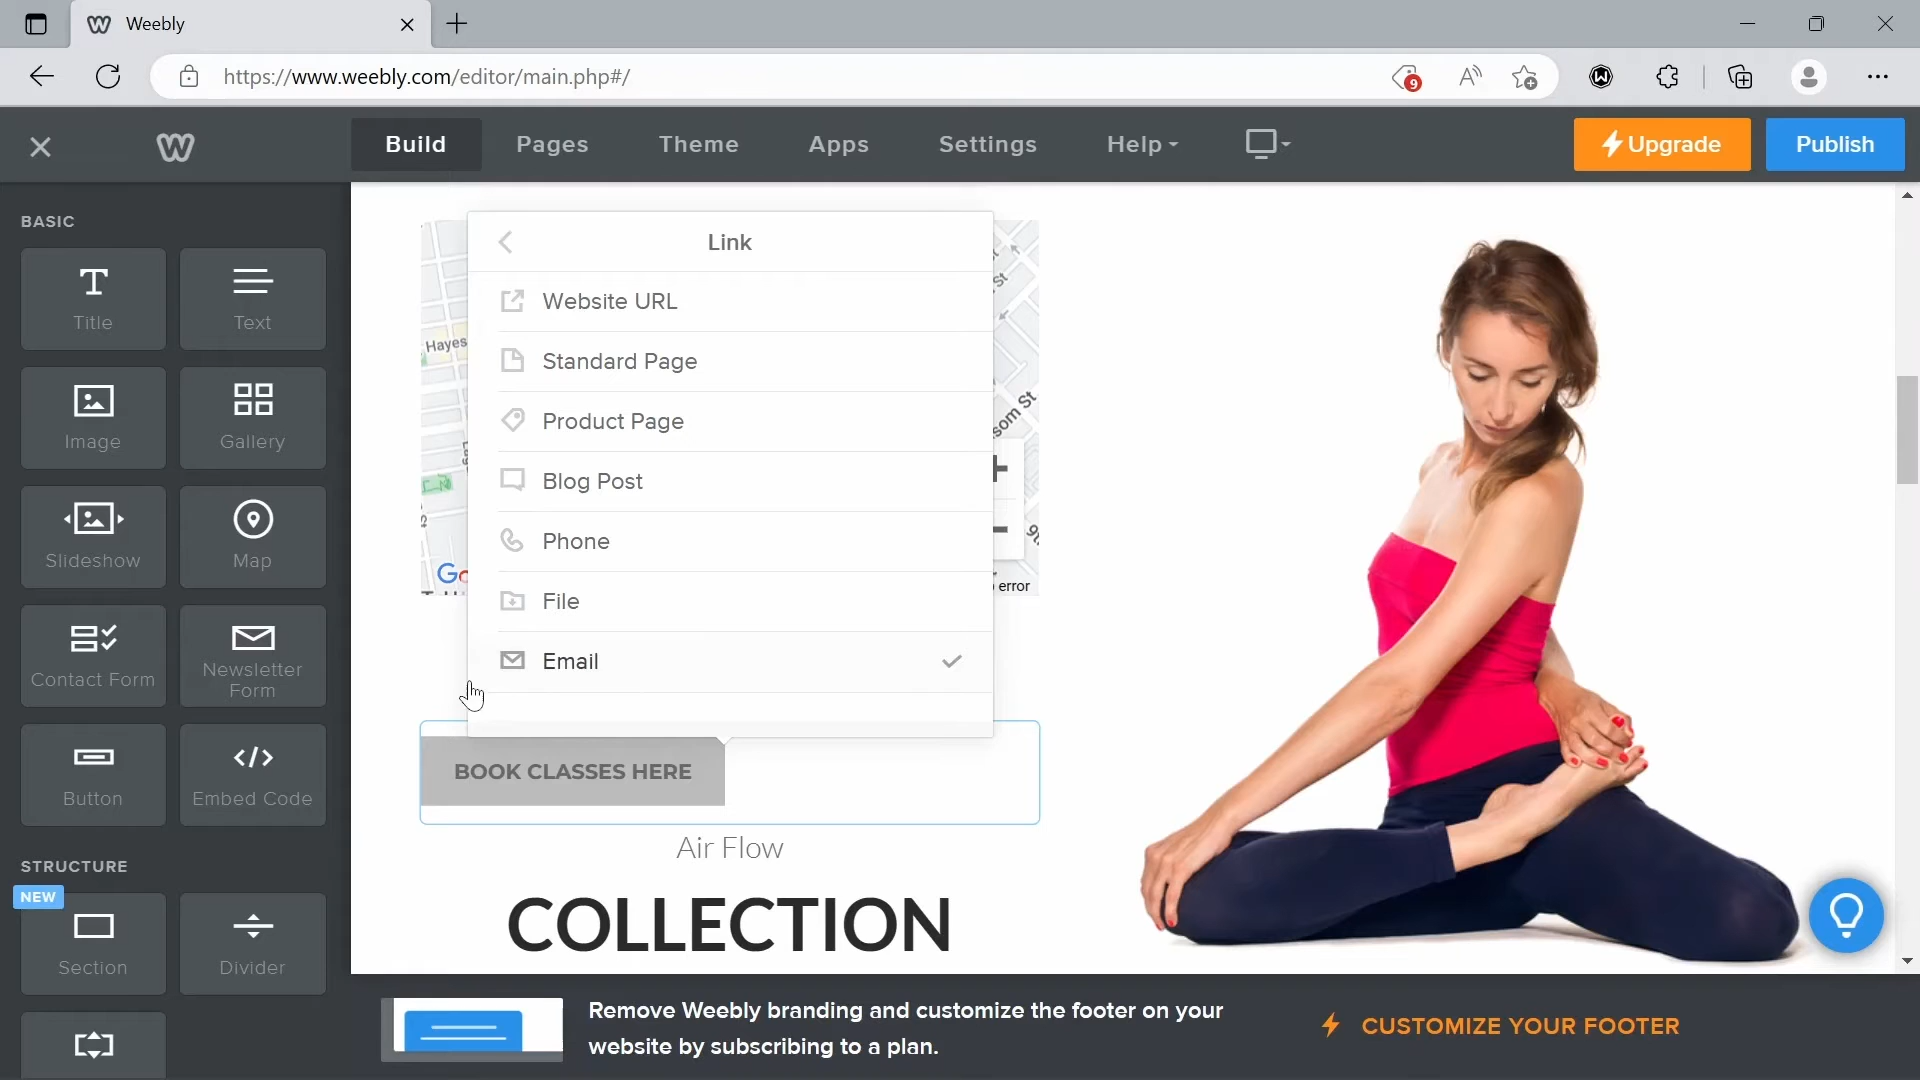 Weebly
https://www.weebly.com/editor/main.php#/
9
Build
Pages
Theme
Apps
Settings
Help
Upgrade
Publish
BASIC
Title
Text
Image
Gallery
Slideshow
Map
Contact Form
Newsletter
Form
Button
Embed Code
STRUCTURE
NEW
Section
Divider
Link
Website URL
Standard Page
Product Page
Blog Post
Phone
File
Email
Hayes
St
som St
error
BOOK CLASSES HERE
Air Flow
COLLECTION
Remove Weebly branding and customize the footer on your
website by subscribing to a plan.
CUSTOMIZE YOUR FOOTER